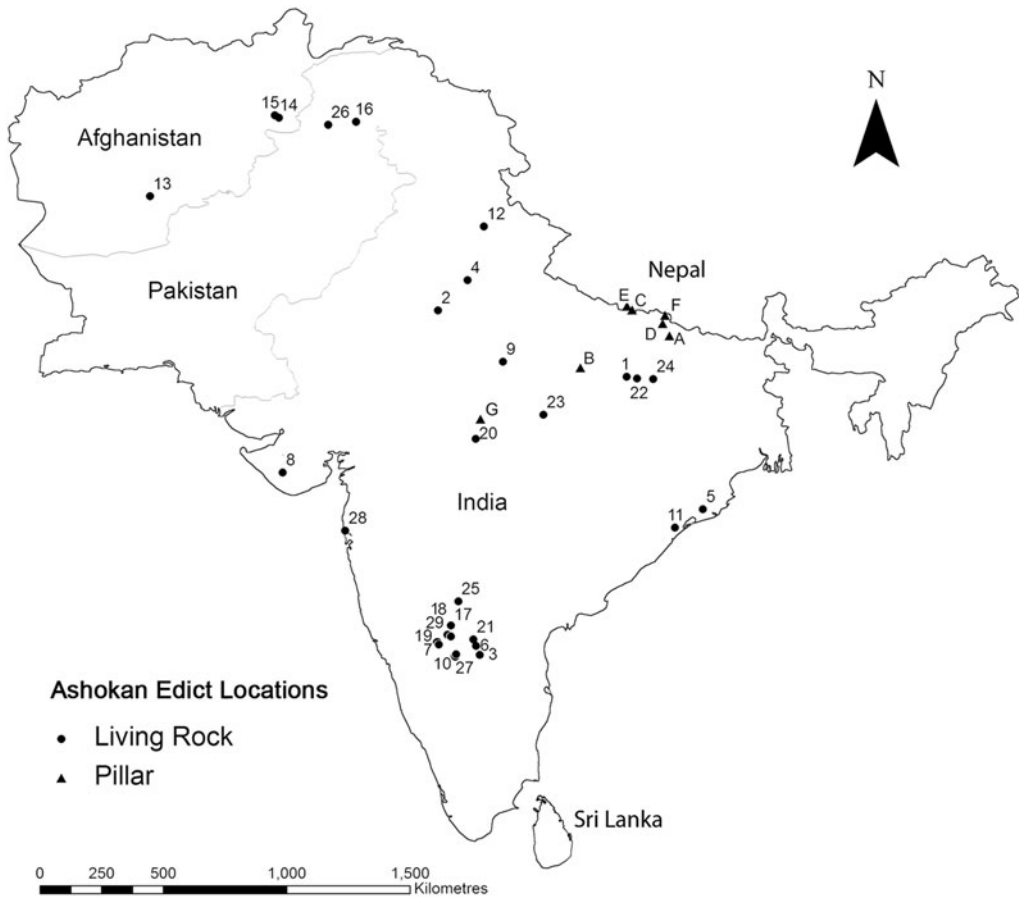 N
15 14
26 16
Afghanistan
13
12
Nepal
4
Pakistan
2
E C F
D A
9
B
1 24
22
G
23
20
8
India
5
11
28
25
18 17
29
21
19
6
7
3
10 27
Ashokan Edict Locations
Living Rock
Pillar
Sri Lanka
0 250 500 1,000 1,500
Kilometres